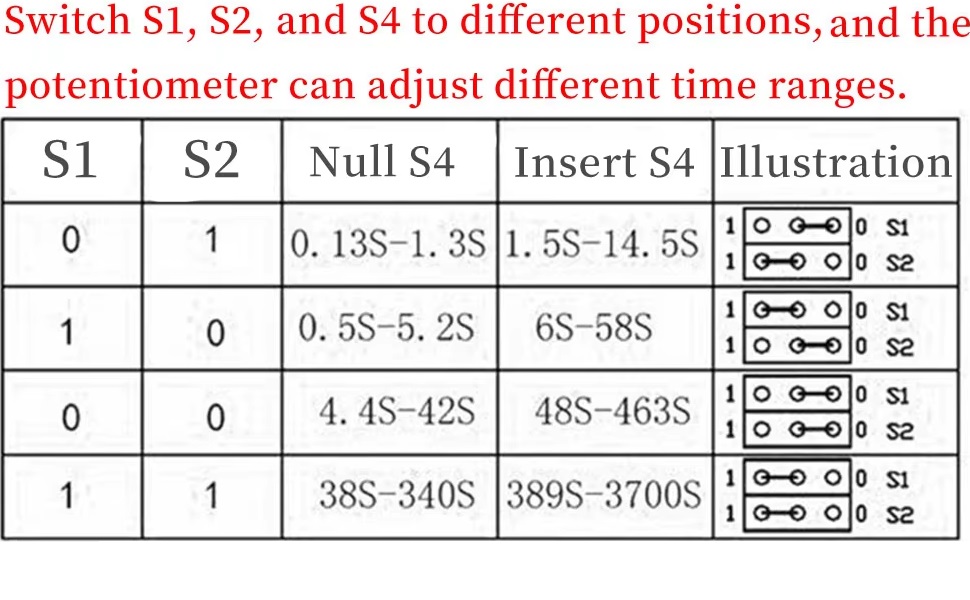 Switch S1, S2, and S4 to different positions, and the
potentiometer can adjust different time ranges.
S1 S2 Null S4 Insert S4 Illustration
0 1 0.13S-1.3S 1.5S-14.5S 1 0 S1
1 0 S2
1 0 0.5S-5.2S 6S-58S 1 0 S1
1 0 S2
0 0 4.4S-42S 48S-463S 1 0 S1
1 0 S2
1 1 38S-340S 389S-3700S 1 0 S1
1 0 S2